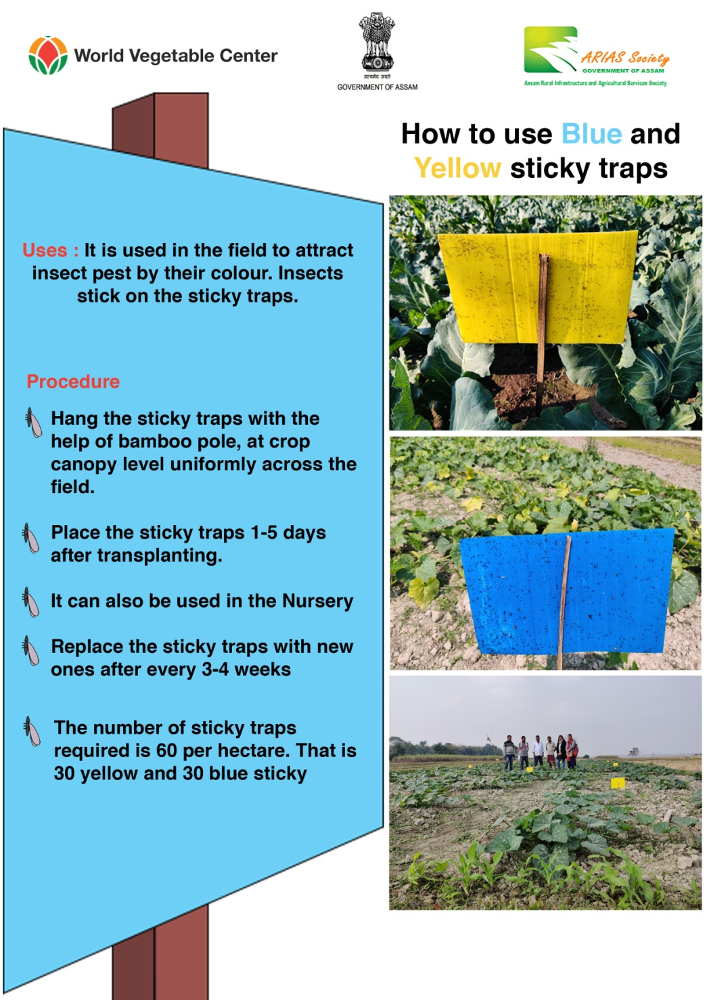 World Vegetable Center
सत्यमेव जयते
GOVERNMENT OF ASSAM
ARIAS Society
GOVERNMENT OF ASSAM
Assam Rural Infrastructure and Agricultural Services Society
How to use Blue and
Yellow sticky traps
Uses : It is used in the field to attract
insect pest by their colour. Insects
stick on the sticky traps.
Procedure
Hang the sticky traps with the
help of bamboo pole, at crop
canopy level uniformly across the
field.
Place the sticky traps 1-5 days
after transplanting.
It can also be used in the Nursery
Replace the sticky traps with new
ones after every 3-4 weeks
The number of sticky traps
required is 60 per hectare. That is
30 yellow and 30 blue sticky